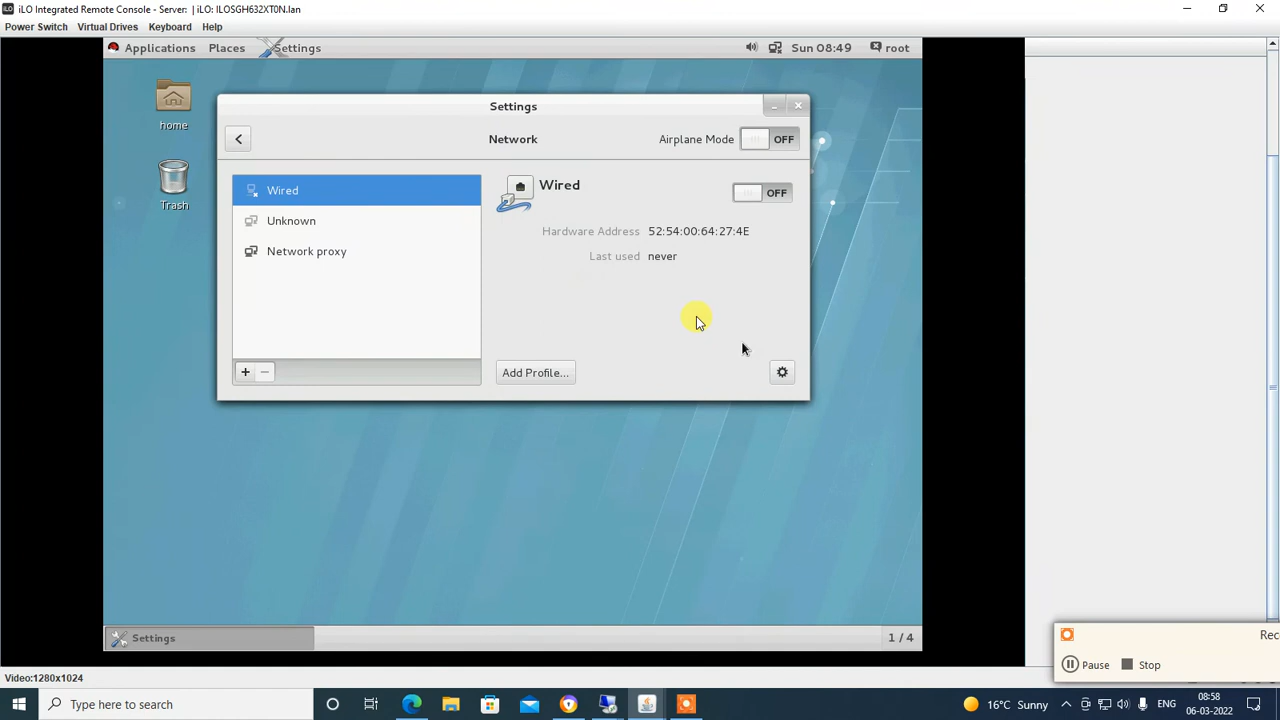 iLO Integrated Remote Console - Server: | iLO: ILOSGH632XT0N.lan
Power Switch Virtual Drives Keyboard Help
Applications Places Settings Sun 08:49 root
home
Trash
Settings
Network Airplane Mode OFF
Wired
Unknown
Network proxy
Wired OFF
Hardware Address 52:54:00:64:27:4E
Last used never
+ −
Add Profile...
Settings 1 / 4
Rec
Pause Stop
Video:1280x1024
Type here to search
16°C Sunny ENG
08:58
06-03-2022